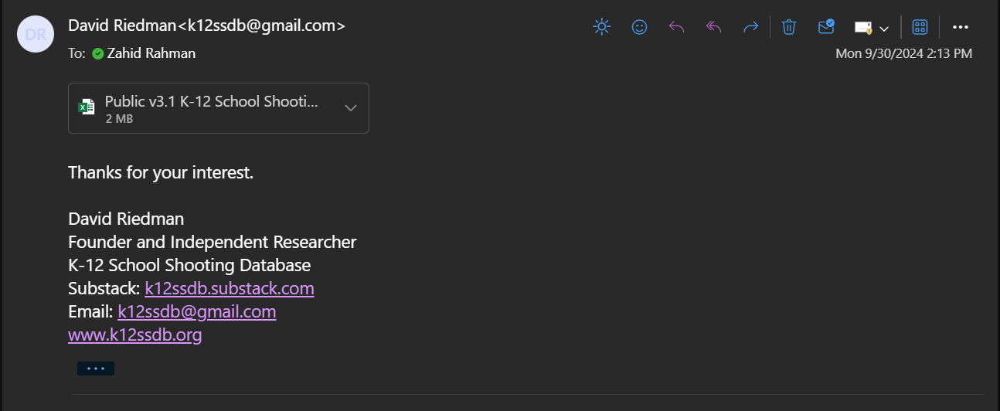 DR
David Riedman<k12ssdb@gmail.com>
To: Zahid Rahman
Mon 9/30/2024 2:13 PM
Public v3.1 K-12 School Shooti...
2 MB
Thanks for your interest.
David Riedman
Founder and Independent Researcher
K-12 School Shooting Database
Substack: k12ssdb.substack.com
Email: k12ssdb@gmail.com
www.k12ssdb.org